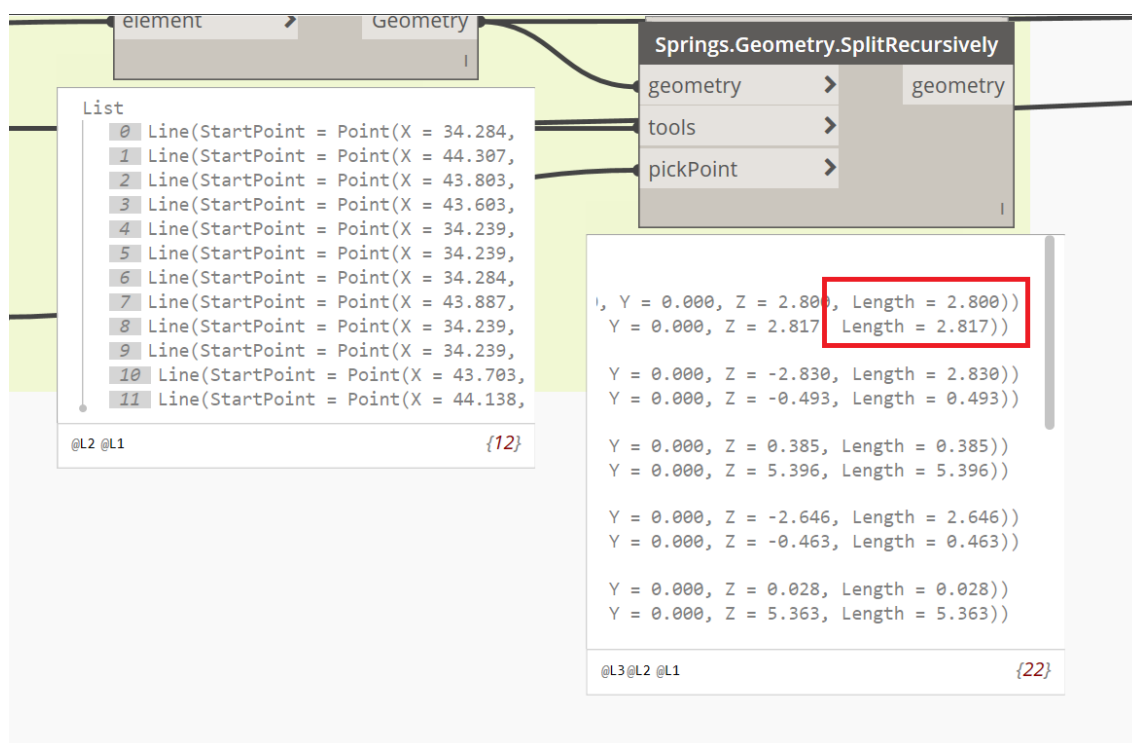 element > Geometry
l
List
0 Line(StartPoint = Point(X = 34.284,
1 Line(StartPoint = Point(X = 44.307,
2 Line(StartPoint = Point(X = 43.803,
3 Line(StartPoint = Point(X = 43.603,
4 Line(StartPoint = Point(X = 34.239,
5 Line(StartPoint = Point(X = 34.239,
6 Line(StartPoint = Point(X = 34.284,
7 Line(StartPoint = Point(X = 43.887,
8 Line(StartPoint = Point(X = 34.239,
9 Line(StartPoint = Point(X = 34.239,
10 Line(StartPoint = Point(X = 43.703,
11 Line(StartPoint = Point(X = 44.138,
@L2 @L1 {12}
Springs.Geometry.SplitRecursively
geometry > geometry
tools >
pickPoint >
l
, Y = 0.000, Z = 2.800, Length = 2.800))
Y = 0.000, Z = 2.817, Length = 2.817))
Y = 0.000, Z = -2.830, Length = 2.830))
Y = 0.000, Z = -0.493, Length = 0.493))
Y = 0.000, Z = 0.385, Length = 0.385))
Y = 0.000, Z = 5.396, Length = 5.396))
Y = 0.000, Z = -2.646, Length = 2.646))
Y = 0.000, Z = -0.463, Length = 0.463))
Y = 0.000, Z = 0.028, Length = 0.028))
Y = 0.000, Z = 5.363, Length = 5.363))
@L3 @L2 @L1 {22}